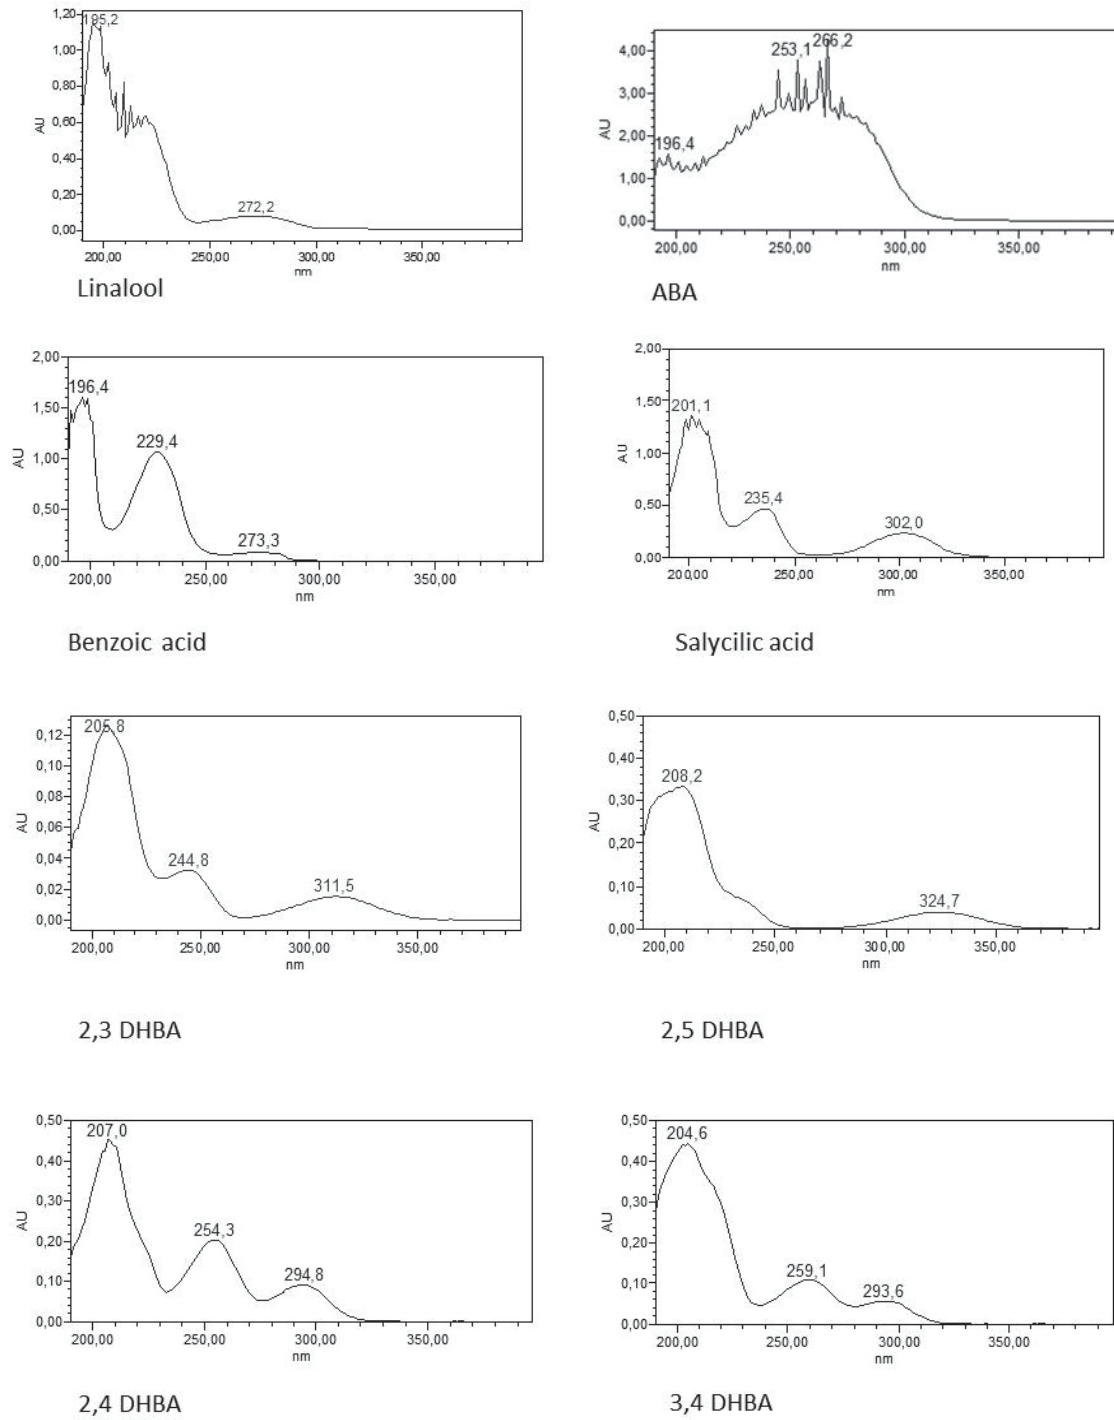 1,20
1,00
0,80
0,60
0,40
0,20
0,00
AU
195,2
272,2
200,00 250,00 300,00 350,00
nm
Linalool
4,00
3,00
2,00
1,00
0,00
AU
196,4
253,1
266,2
200,00 250,00 300,00 350,00
nm
ABA
2,00
1,50
1,00
0,50
0,00
AU
196,4
229,4
273,3
200,00 250,00 300,00 350,00
nm
Benzoic acid
2,00
1,50
1,00
0,50
0,00
AU
201,1
235,4
302,0
200,00 250,00 300,00 350,00
nm
Salycilic acid
0,12
0,10
0,08
0,06
0,04
0,02
0,00
AU
205,8
244,8
311,5
200,00 250,00 300,00 350,00
nm
2,3 DHBA
0,50
0,40
0,30
0,20
0,10
0,00
AU
208,2
324,7
200,00 250,00 300,00 350,00
nm
2,5 DHBA
0,50
0,40
0,30
0,20
0,10
0,00
AU
207,0
254,3
294,8
200,00 250,00 300,00 350,00
nm
2,4 DHBA
0,50
0,40
0,30
0,20
0,10
0,00
AU
204,6
259,1
293,6
200,00 250,00 300,00 350,00
nm
3,4 DHBA